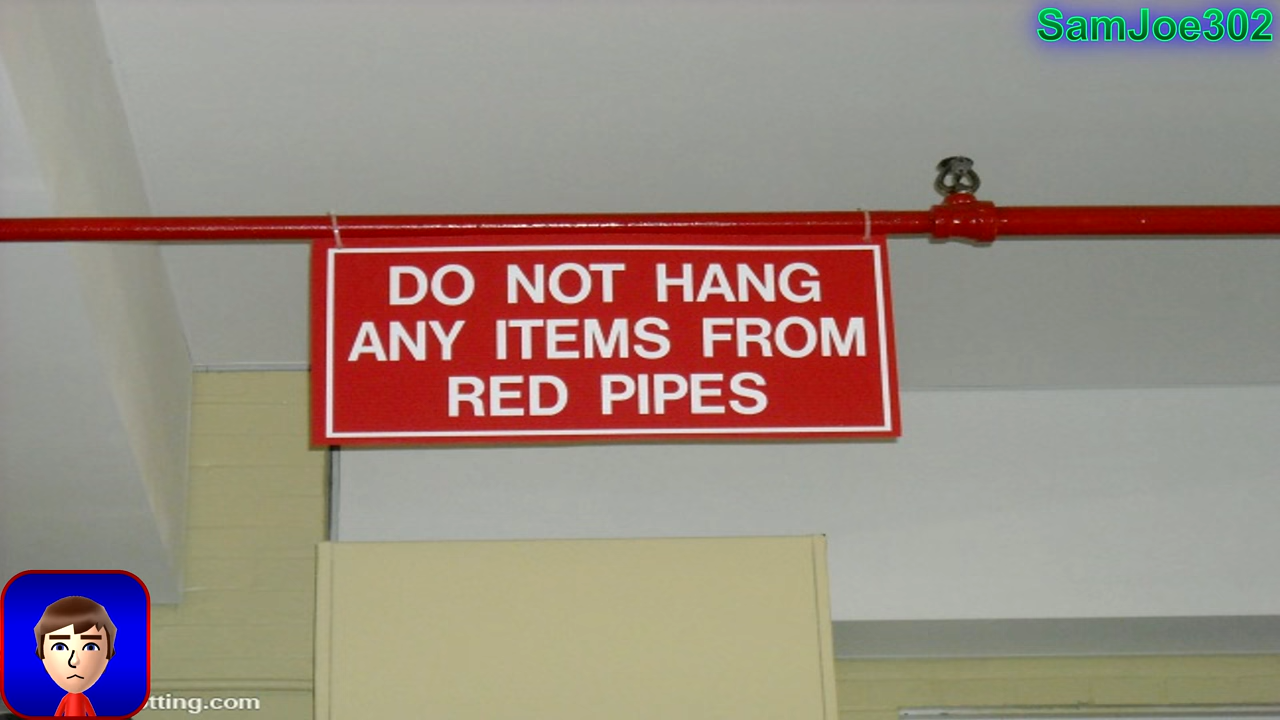 SamJoe302
DO NOT HANG
ANY ITEMS FROM
RED PIPES
tting.com